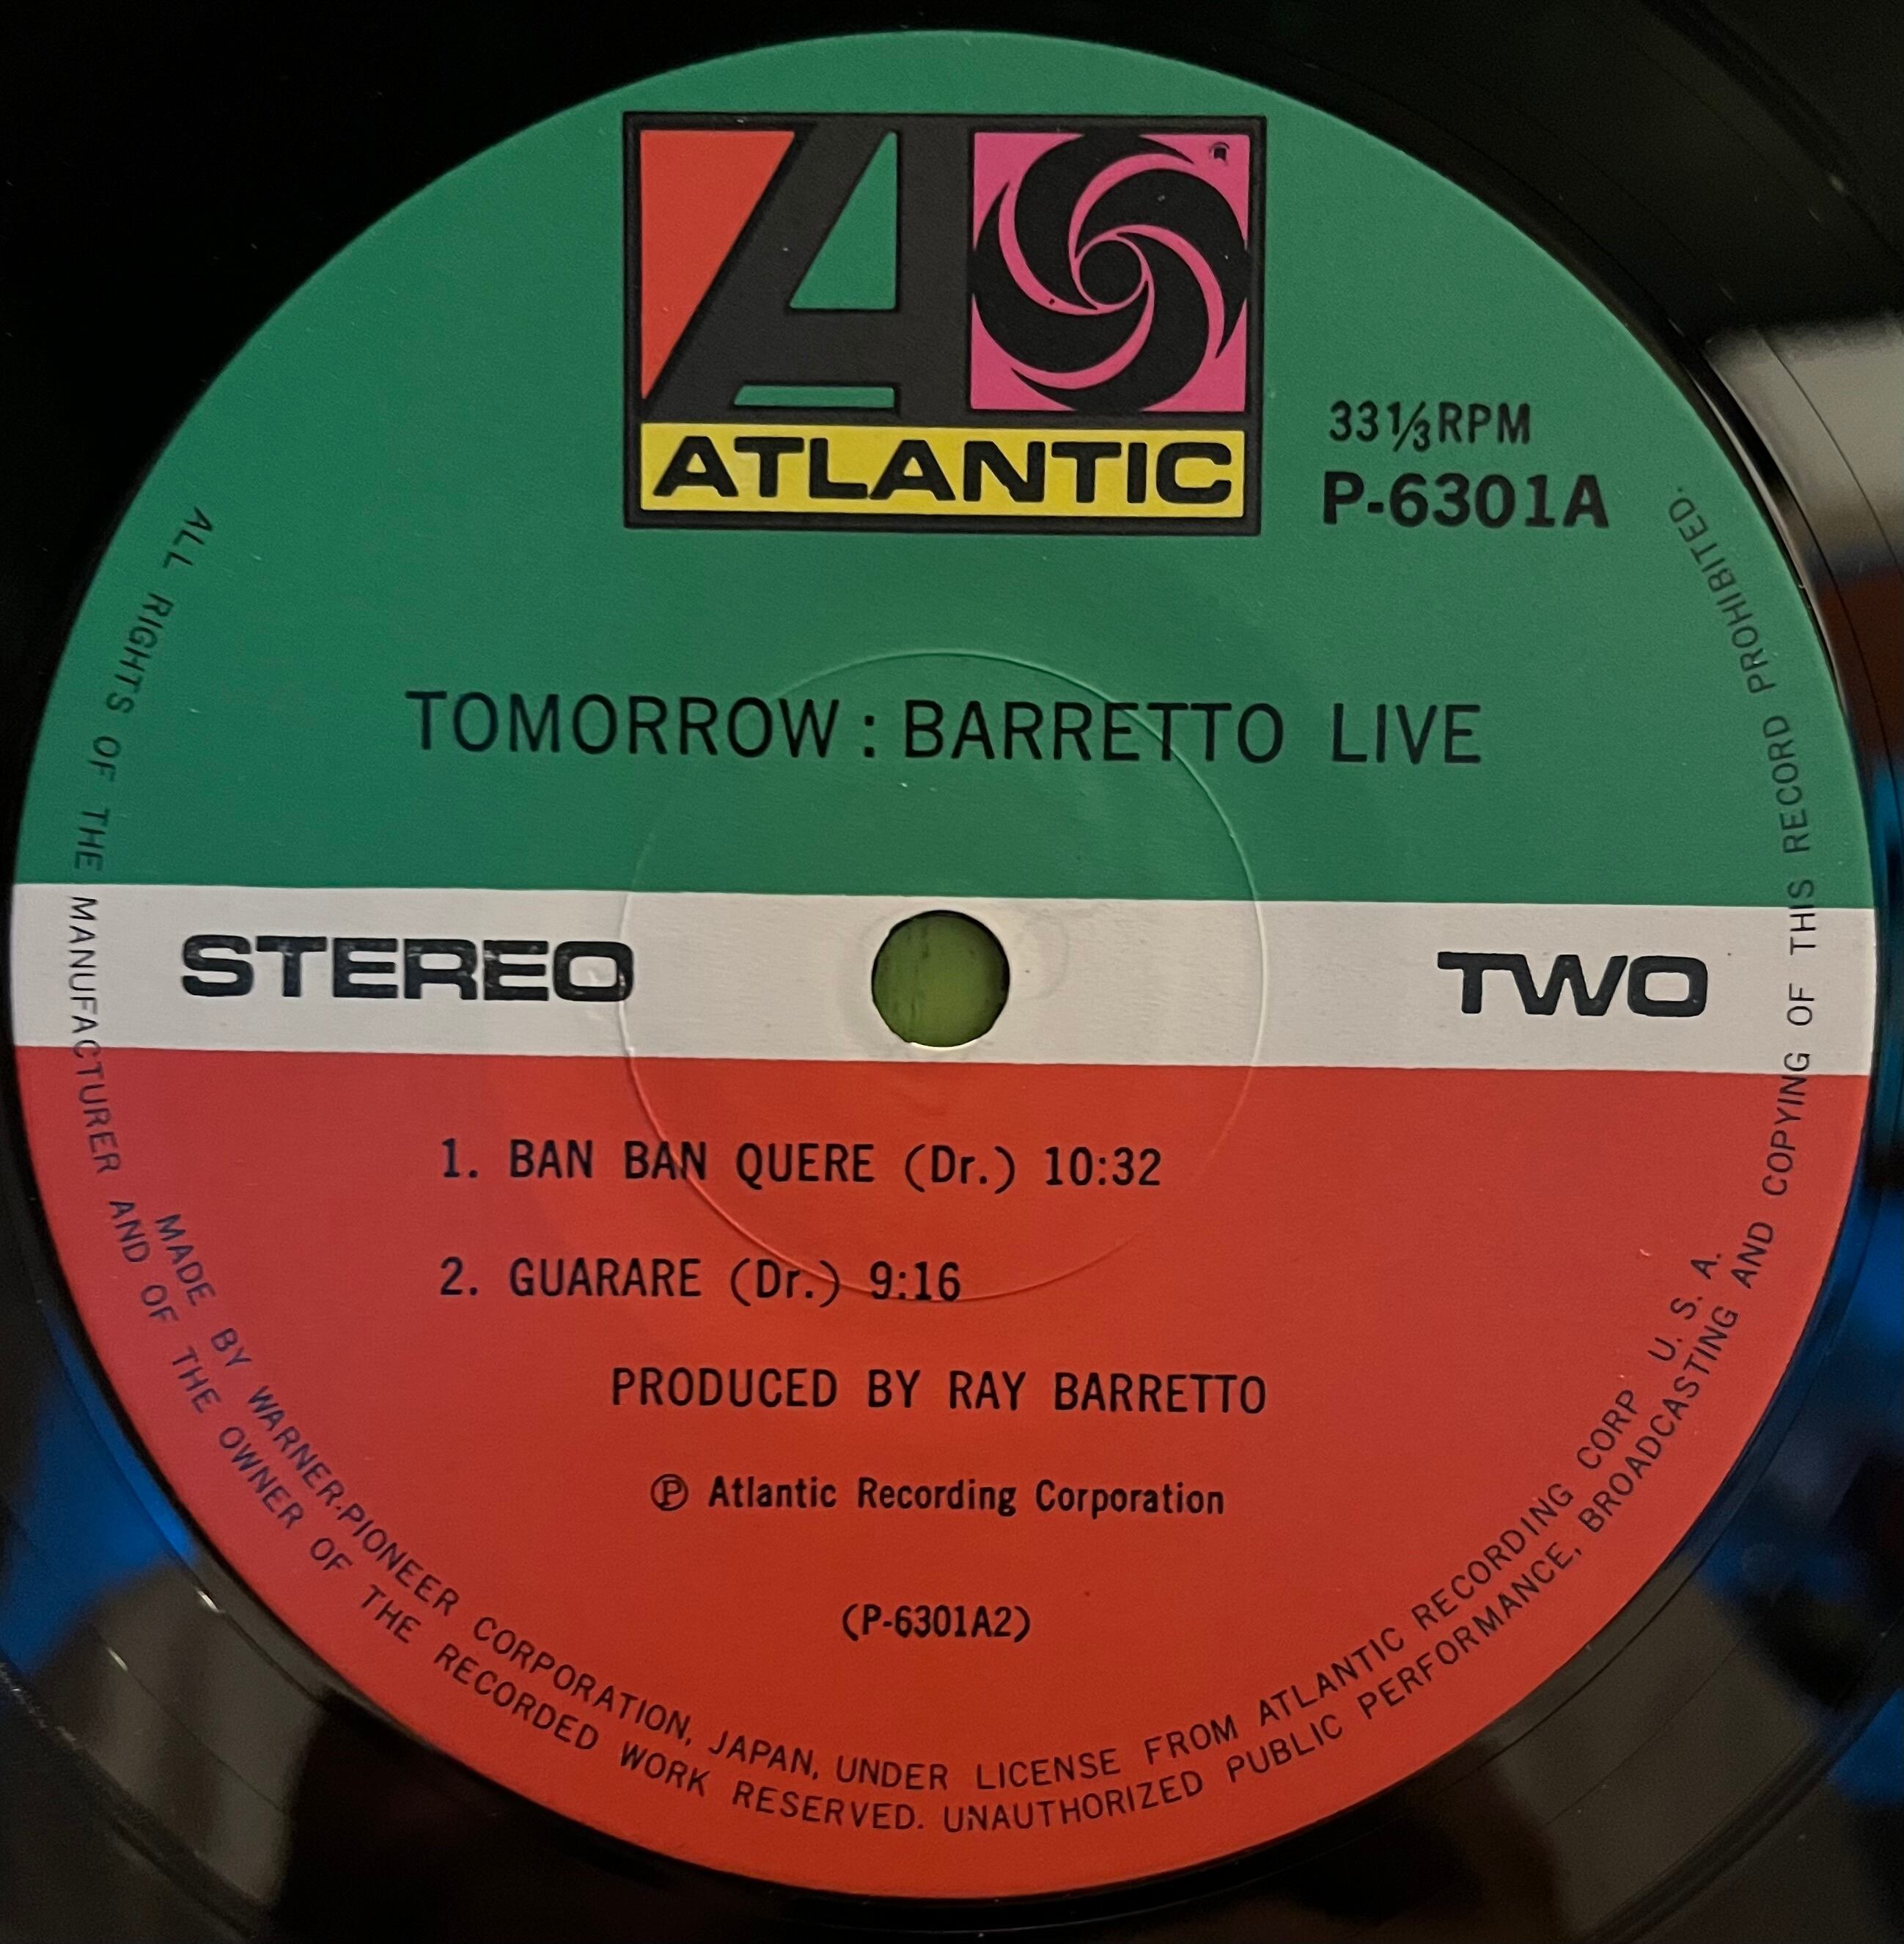 ATLANTIC
33⅓RPM
P-6301A
TOMORROW : BARRETTO LIVE
STEREO
TWO
1. BAN BAN QUERE (Dr.) 10:32
2. GUARARE (Dr.) 9:16
PRODUCED BY RAY BARRETTO
℗ Atlantic Recording Corporation
(P-6301A2)
MADE BY WARNER-PIONEER CORPORATION, JAPAN, UNDER LICENSE FROM ATLANTIC RECORDING CORP U. S. A.
ALL RIGHTS OF THE MANUFACTURER AND OF THE OWNER OF THE RECORDED WORK RESERVED. UNAUTHORIZED PUBLIC PERFORMANCE, BROADCASTING AND COPYING OF THIS RECORD PROHIBITED.